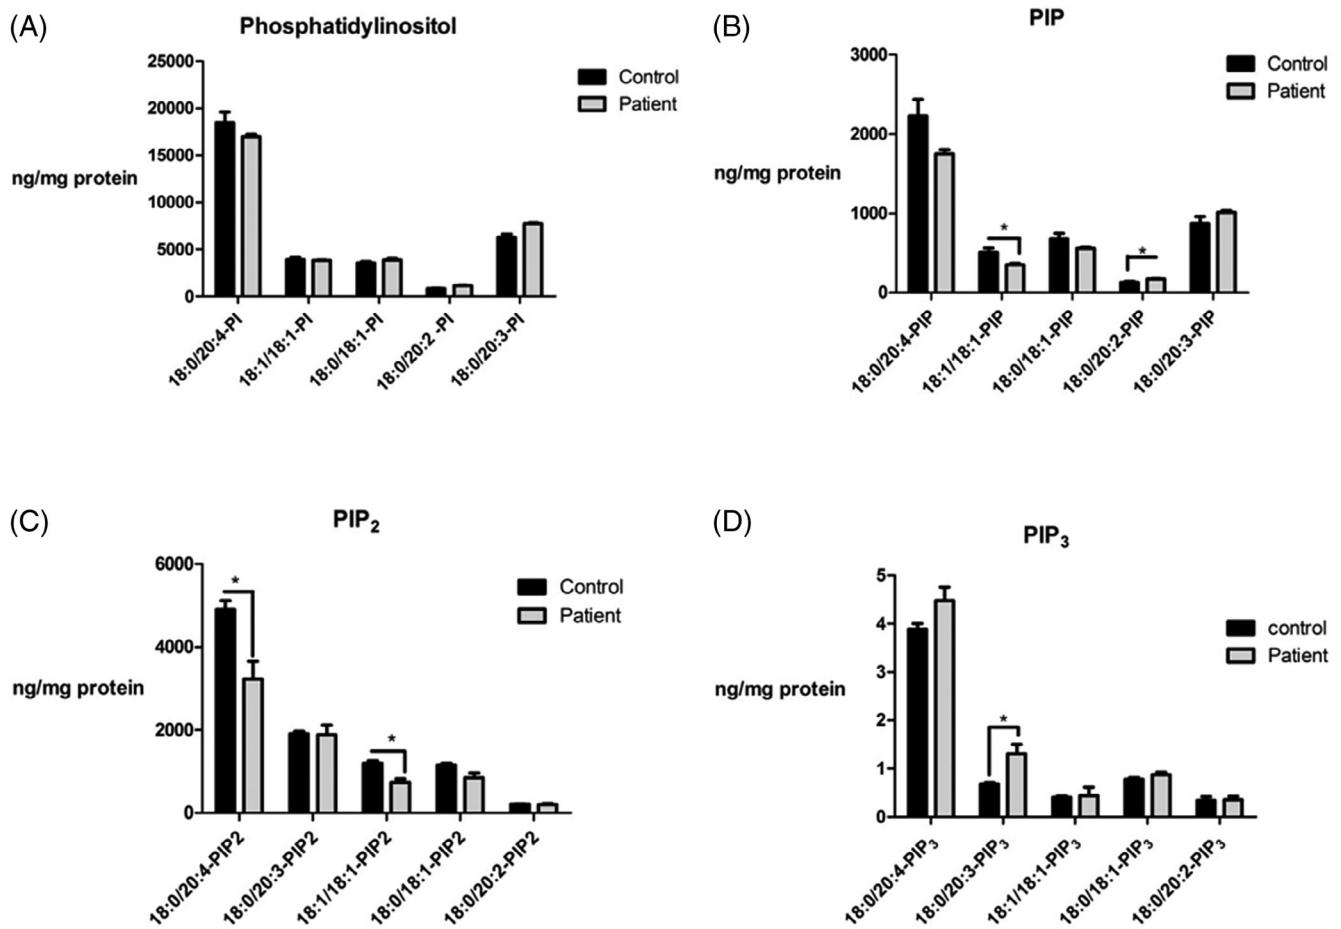 (A)
Phosphatidylinositol
25000
20000
15000
10000
5000
0
ng/mg protein
Control
Patient
18:0/20:4-PI
18:1/18:1-PI
18:0/18:1-PI
18:0/20:2 -PI
18:0/20:3-PI
(B)
PIP
3000
2000
1000
0
ng/mg protein
Control
Patient
*
*
18:0/20:4-PIP
18:1/18:1-PIP
18:0/18:1-PIP
18:0/20:2-PIP
18:0/20:3-PIP
(C)
PIP2
6000
4000
2000
0
ng/mg protein
Control
Patient
*
*
18:0/20:4-PIP2
18:0/20:3-PIP2
18:1/18:1-PIP2
18:0/18:1-PIP2
18:0/20:2-PIP2
(D)
PIP3
5
4
3
2
1
0
ng/mg protein
control
Patient
*
18:0/20:4-PIP3
18:0/20:3-PIP3
18:1/18:1-PIP3
18:0/18:1-PIP3
18:0/20:2-PIP3